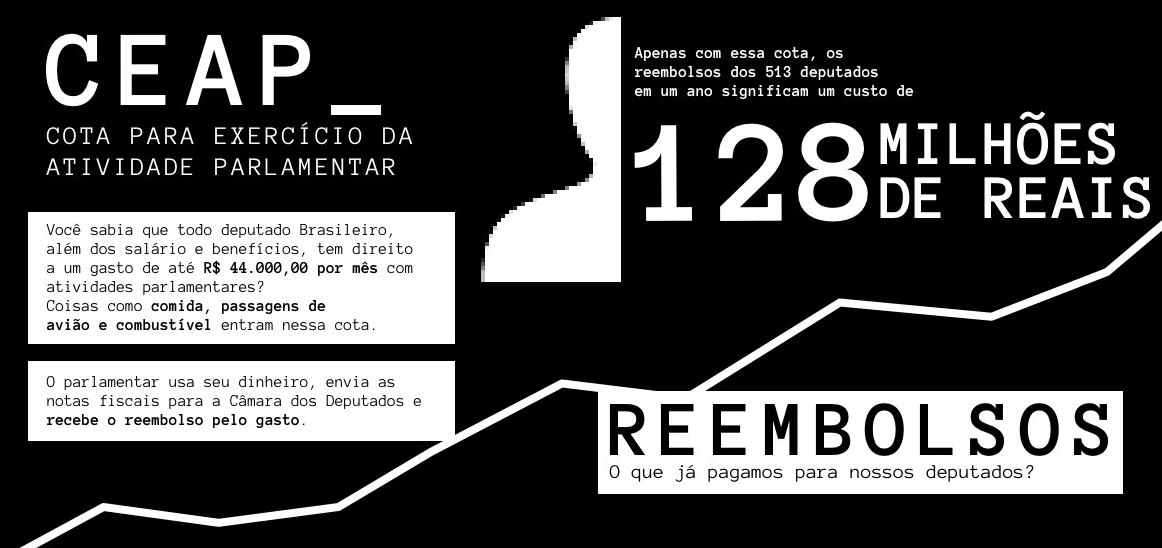 CEAP_
COTA PARA EXERCÍCIO DA
ATIVIDADE PARLAMENTAR
Você sabia que todo deputado Brasileiro,
além dos salário e benefícios, tem direito
a um gasto de até R$ 44.000,00 por mês com
atividades parlamentares?
Coisas como comida, passagens de
avião e combustível entram nessa cota.
O parlamentar usa seu dinheiro, envia as
notas fiscais para a Câmara dos Deputados e
recebe o reembolso pelo gasto.
Apenas com essa cota, os
reembolsos dos 513 deputados
em um ano significam um custo de
128 MILHÕES
DE REAIS
REEMBOLSOS
O que já pagamos para nossos deputados?